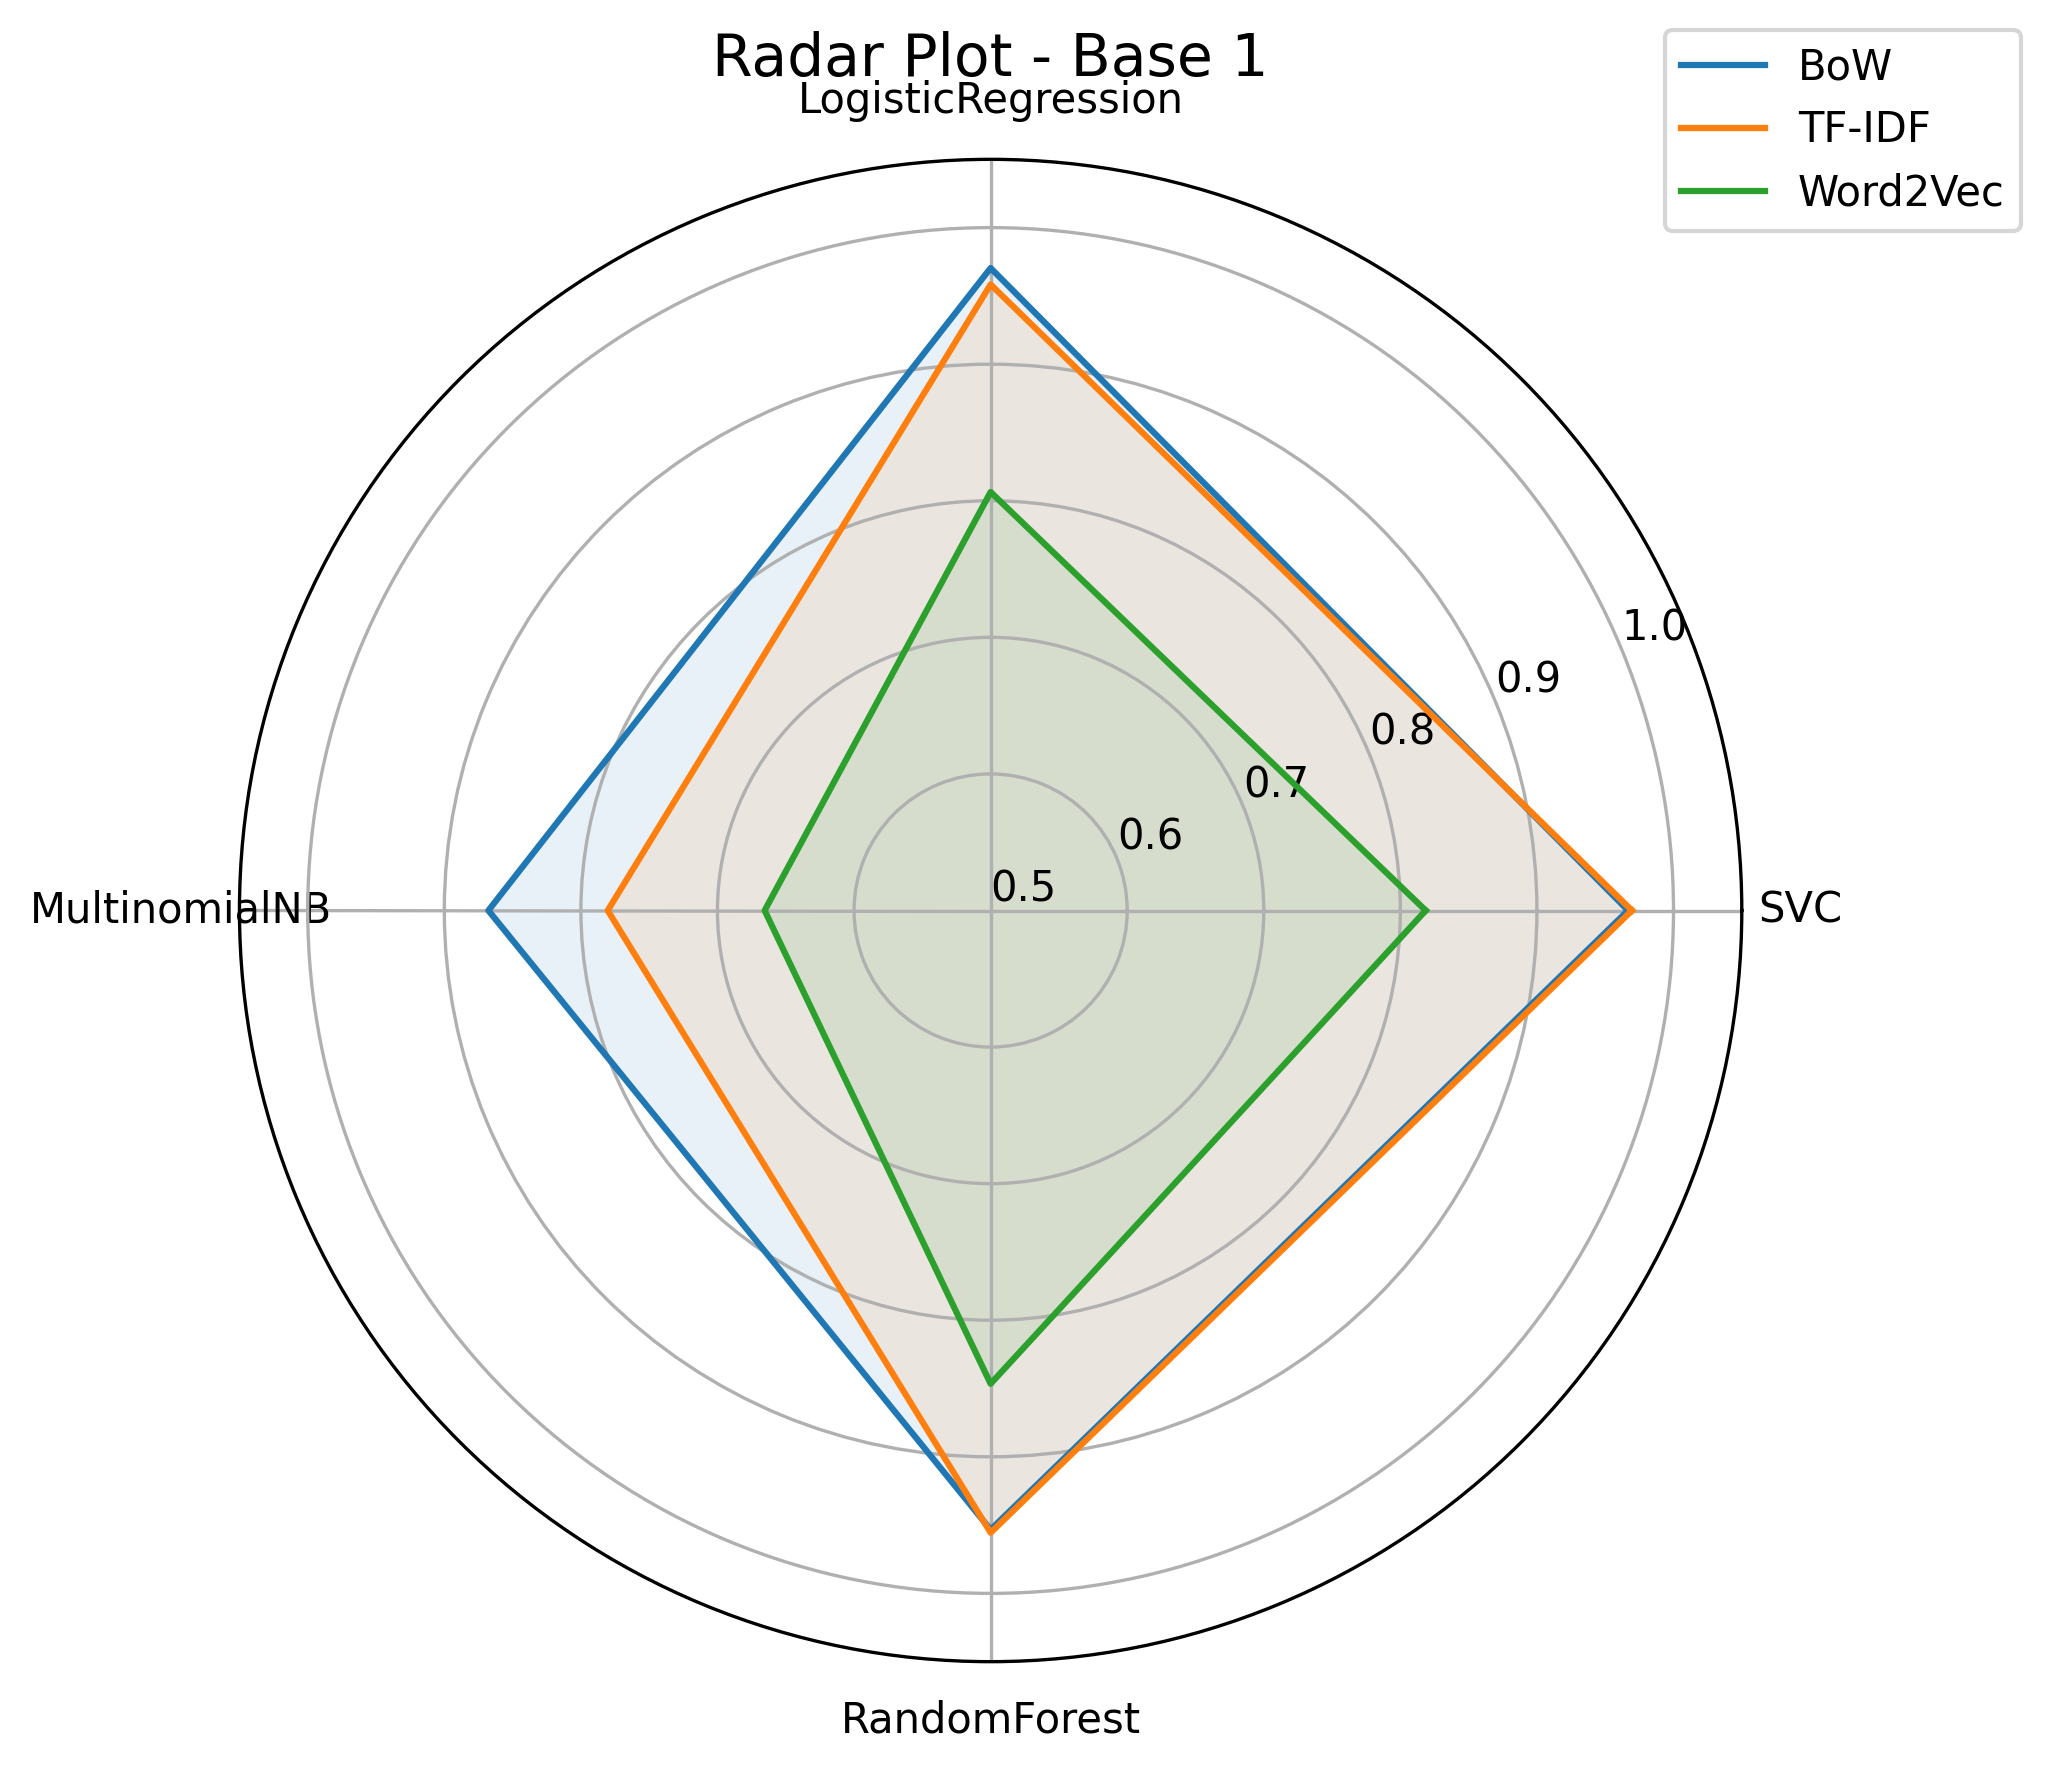 Radar Plot - Base 1
LogisticRegression
BoW
TF-IDF
Word2Vec
1.0
0.9
0.8
0.7
0.6
0.5
MultinomialNB
SVC
RandomForest